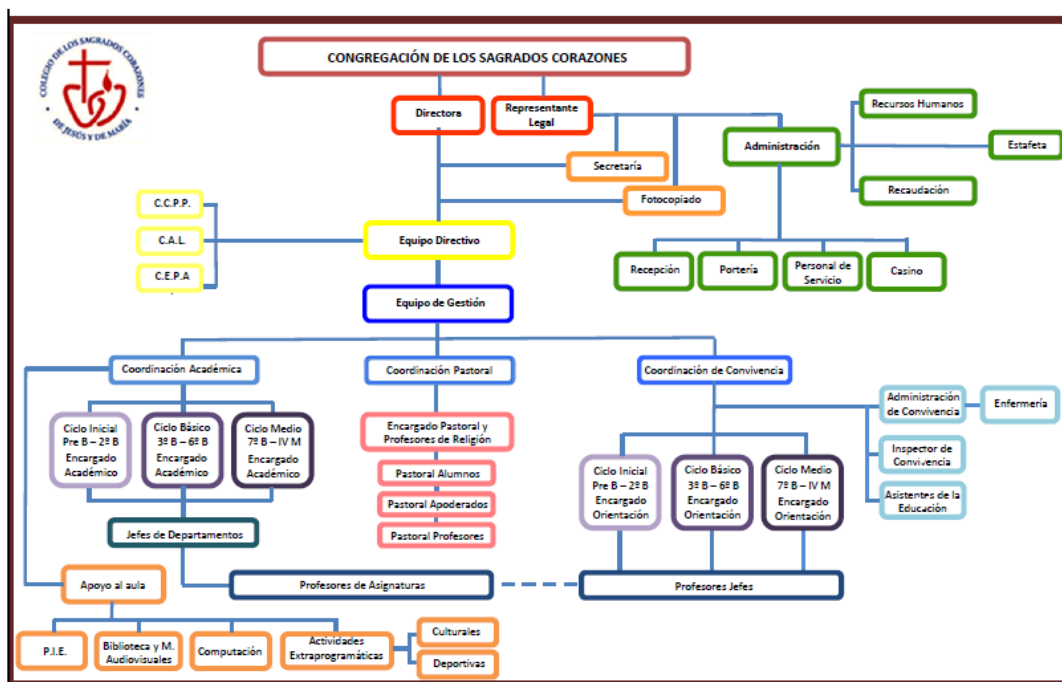 COLEGIO DE LOS SAGRADOS CORAZONES
DE JESÚS Y DE MARÍA
CONGREGACIÓN DE LOS SAGRADOS CORAZONES
Directora
Representante
Legal
Recursos Humanos
Administración
Estafeta
Secretaría
Recaudación
Fotocopiado
C.C.P.P.
C.A.L.
C.E.P.A
Equipo Directivo
Recepción
Portería
Personal de
Servicio
Casino
Equipo de Gestión
Coordinación Académica
Coordinación Pastoral
Coordinación de Convivencia
Ciclo Inicial
Pre B – 2º B
Encargado
Académico
Ciclo Básico
3º B – 6º B
Encargado
Académico
Ciclo Medio
7º B – IV M
Encargado
Académico
Encargado Pastoral y
Profesores de Religión
Pastoral Alumnos
Pastoral Apoderados
Pastoral Profesores
Ciclo Inicial
Pre B – 2º B
Encargado
Orientación
Ciclo Básico
3º B – 6º B
Encargado
Orientación
Ciclo Medio
7º B – IV M
Encargado
Orientación
Administración
de Convivencia
Enfermería
Inspector de
Convivencia
Asistentes de la
Educación
Jefes de Departamentos
Profesores de Asignaturas
Profesores Jefes
Apoyo al aula
P.I.E.
Biblioteca y M.
Audiovisuales
Computación
Actividades
Extraprogramáticas
Culturales
Deportivas